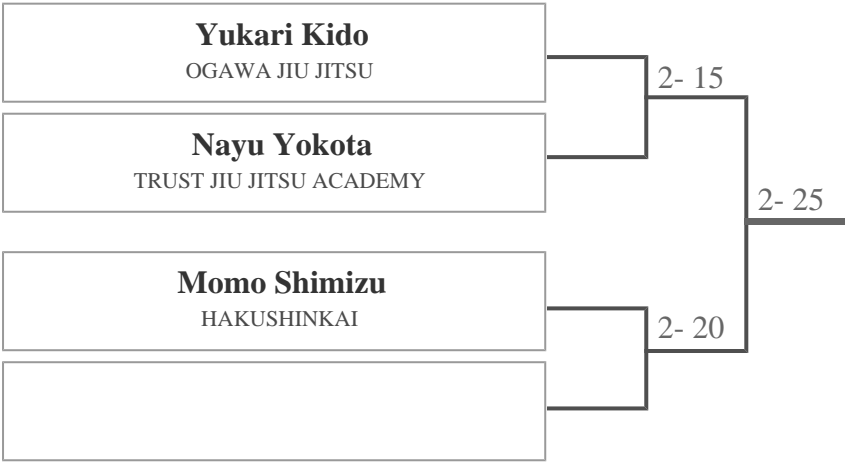 Yukari Kido
OGAWA JIU JITSU
2- 15
Nayu Yokota
TRUST JIU JITSU ACADEMY
2- 25
Momo Shimizu
HAKUSHINKAI
2- 20